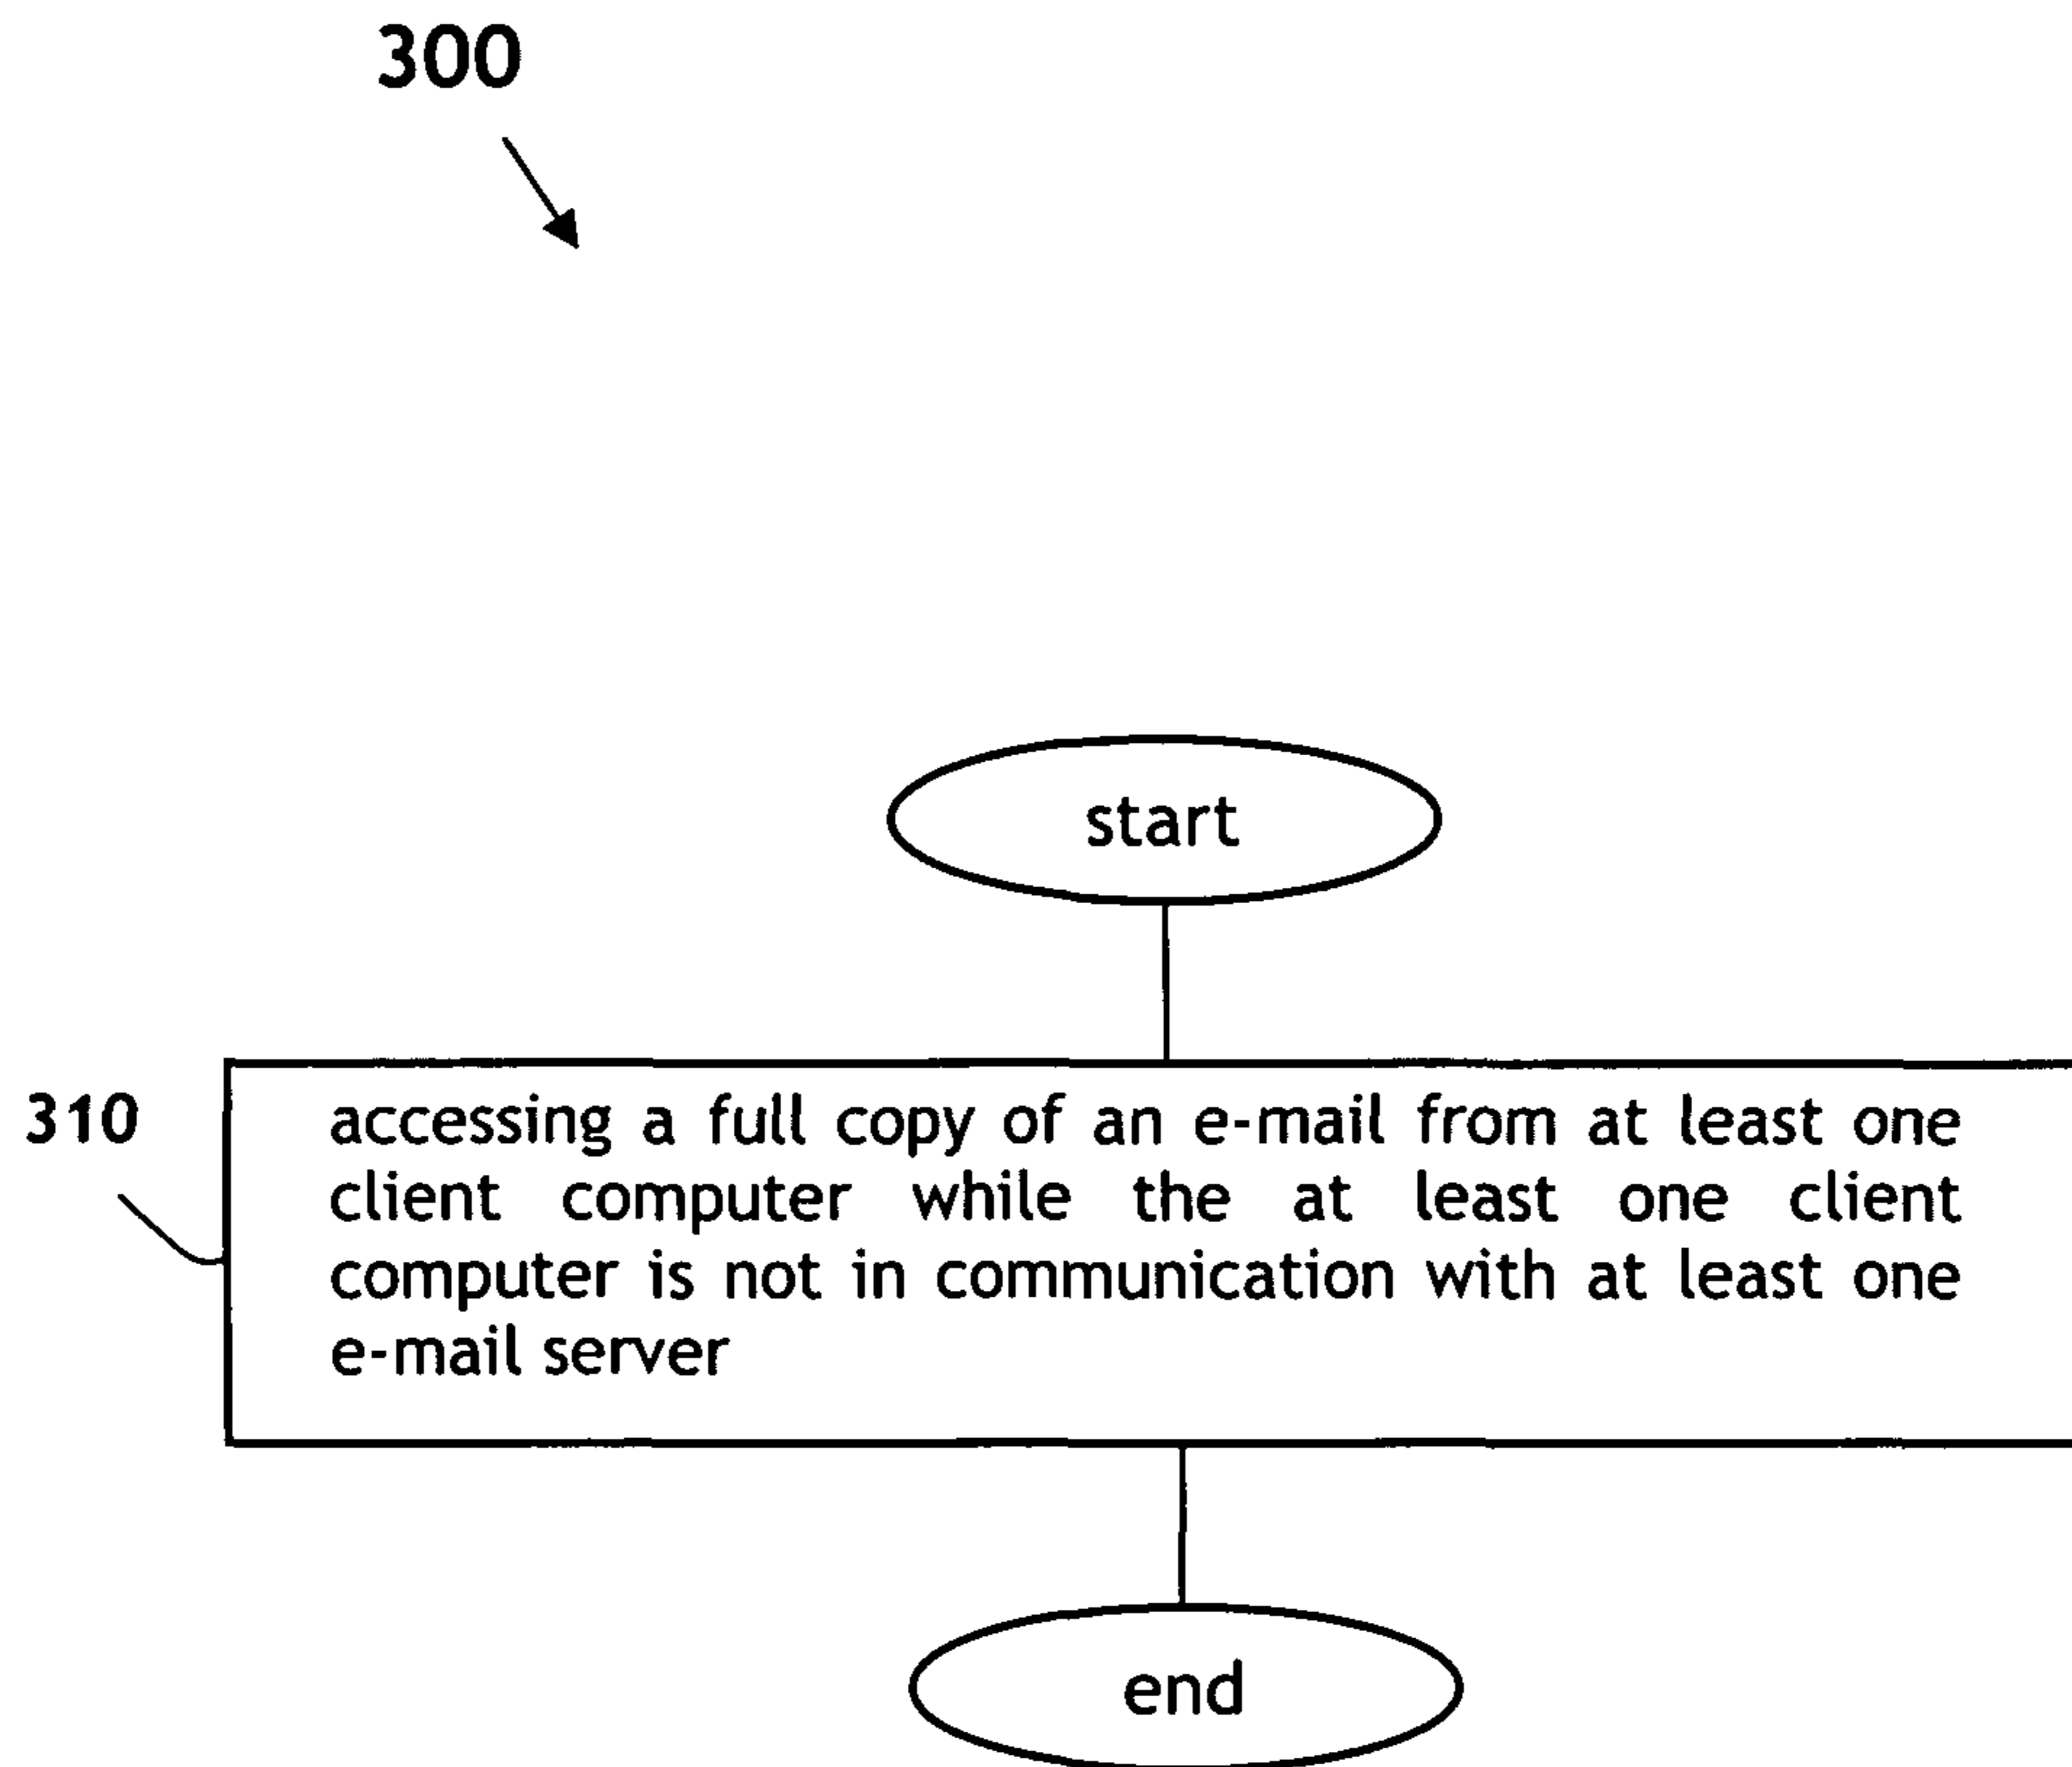 300
start
310
accessing a full copy of an e-mail from at least one
client computer while the at least one client
computer is not in communication with at least one
e-mail server
end